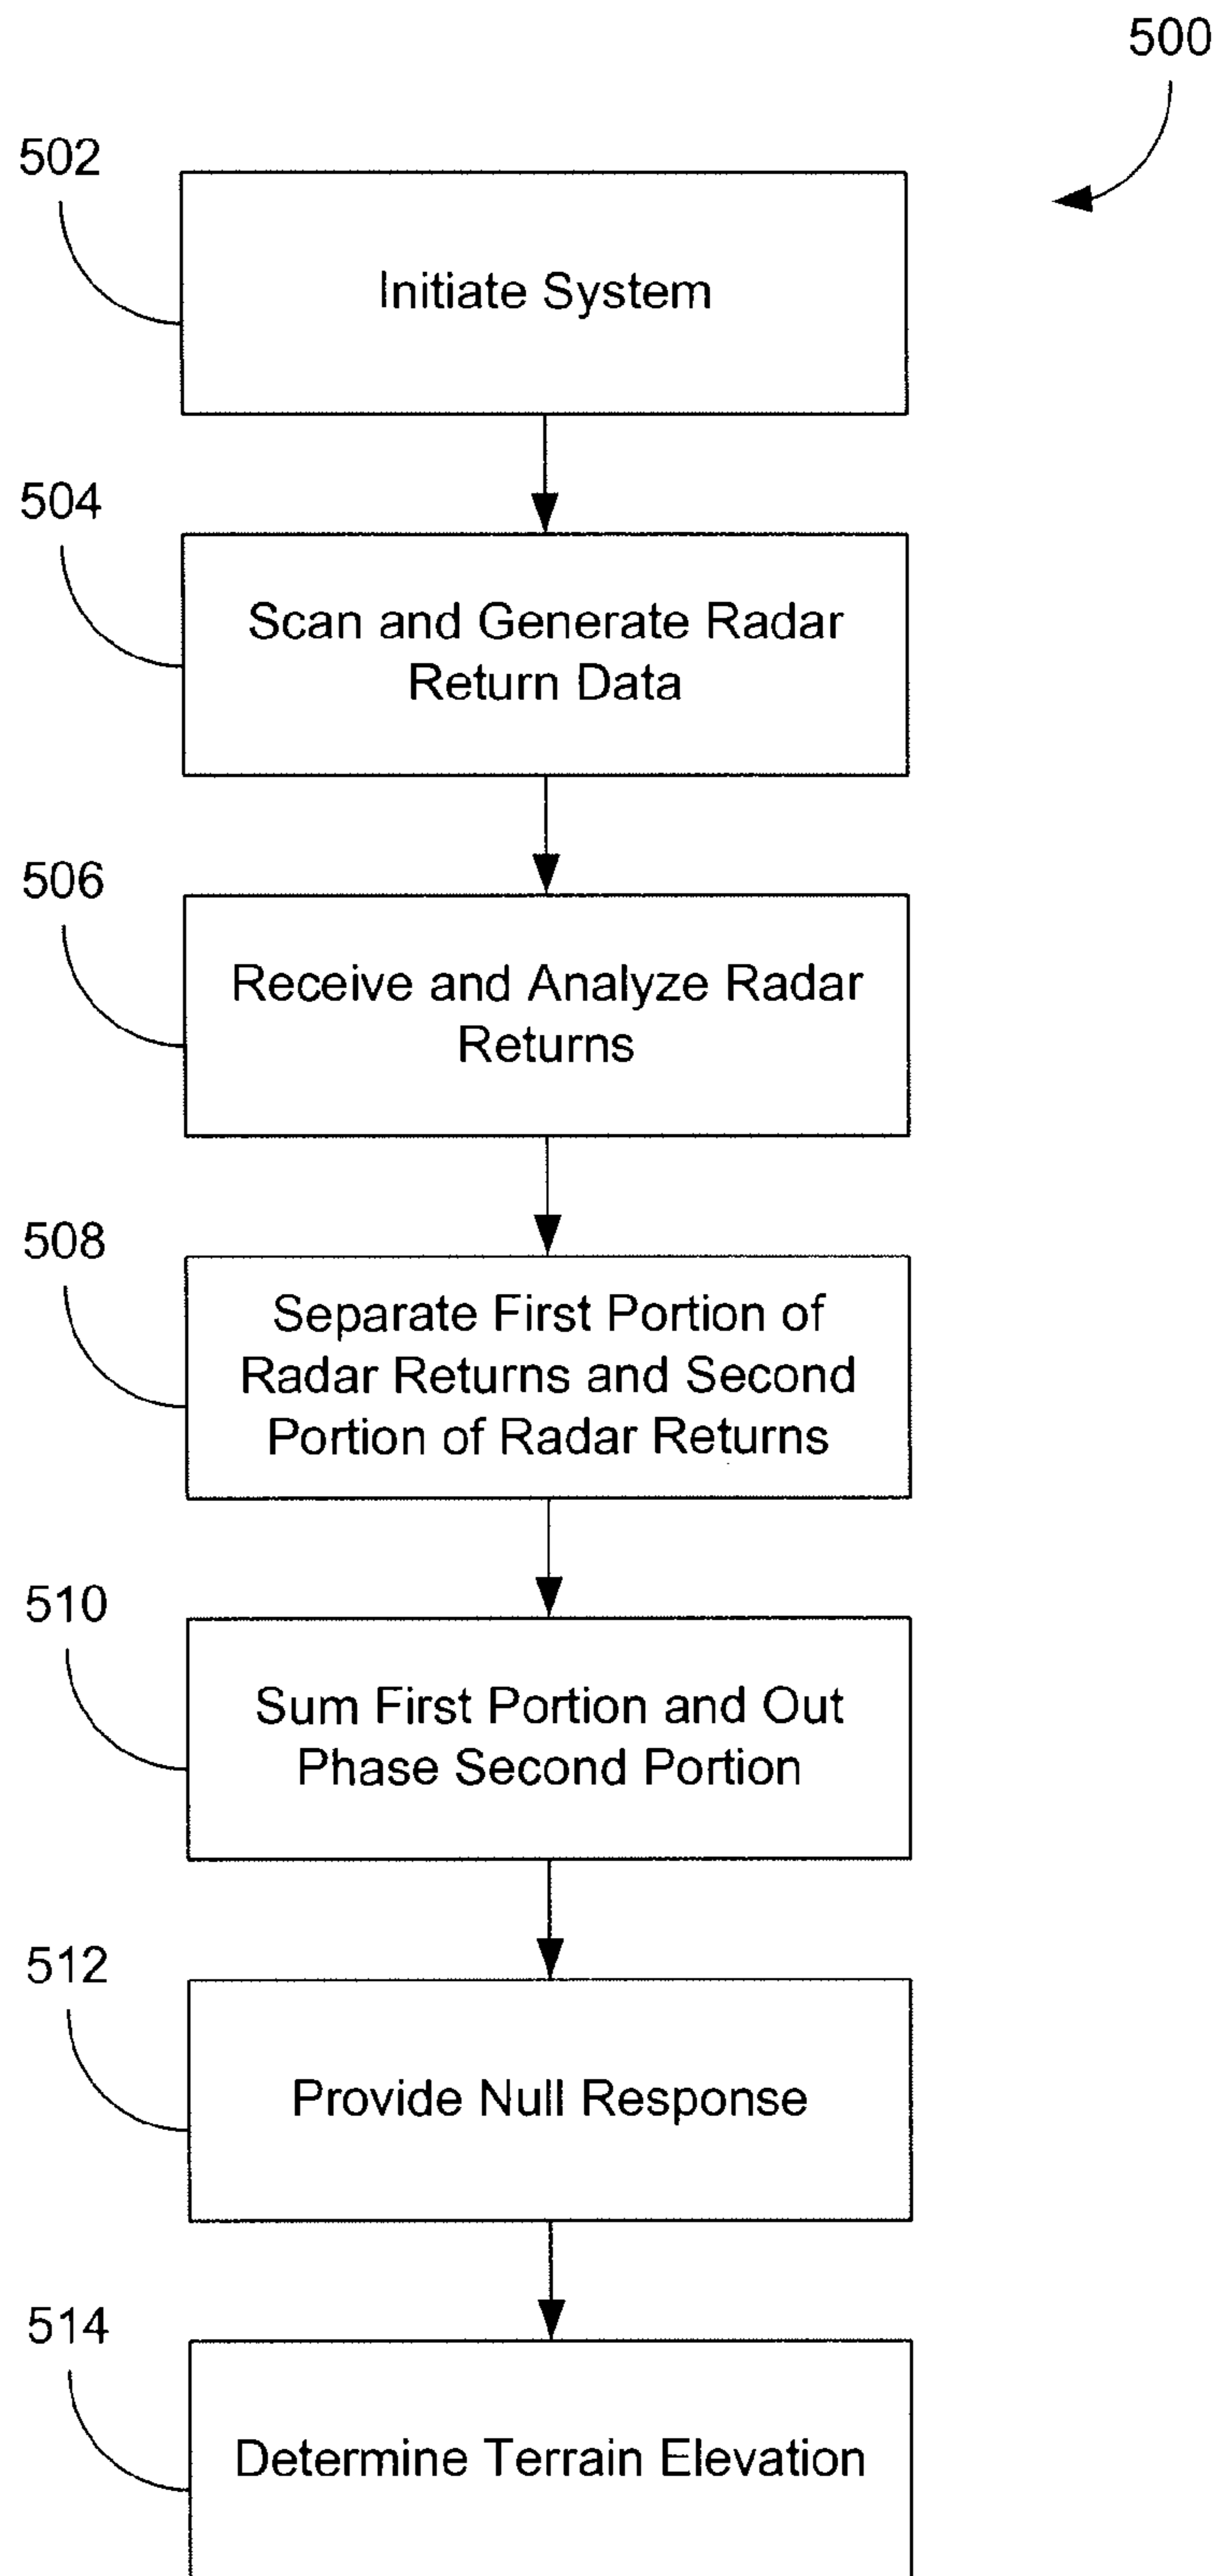 500
502
Initiate System
504
Scan and Generate Radar
Return Data
506
Receive and Analyze Radar
Returns
508
Separate First Portion of
Radar Returns and Second
Portion of Radar Returns
510
Sum First Portion and Out
Phase Second Portion
512
Provide Null Response
514
Determine Terrain Elevation